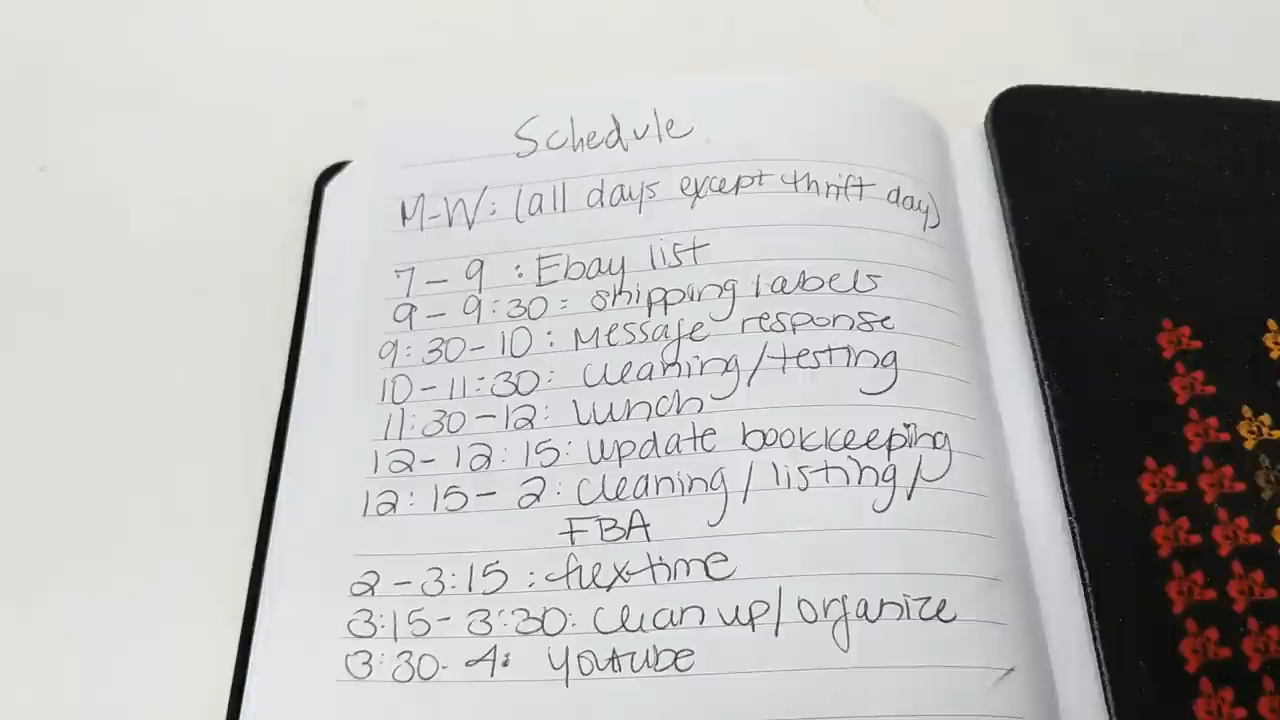 Schedule
M-W: (all days except thrift day)
7-9 : Ebay list
9-9:30: shipping labels
9:30-10: Message response
10-11:30: cleaning/testing
11:30-12: lunch
12-12:15: update bookkeeping
12:15-2: cleaning/listing/
FBA
2-3:15: flex time
3:15-3:30: clean up/organize
3:30-4: Youtube